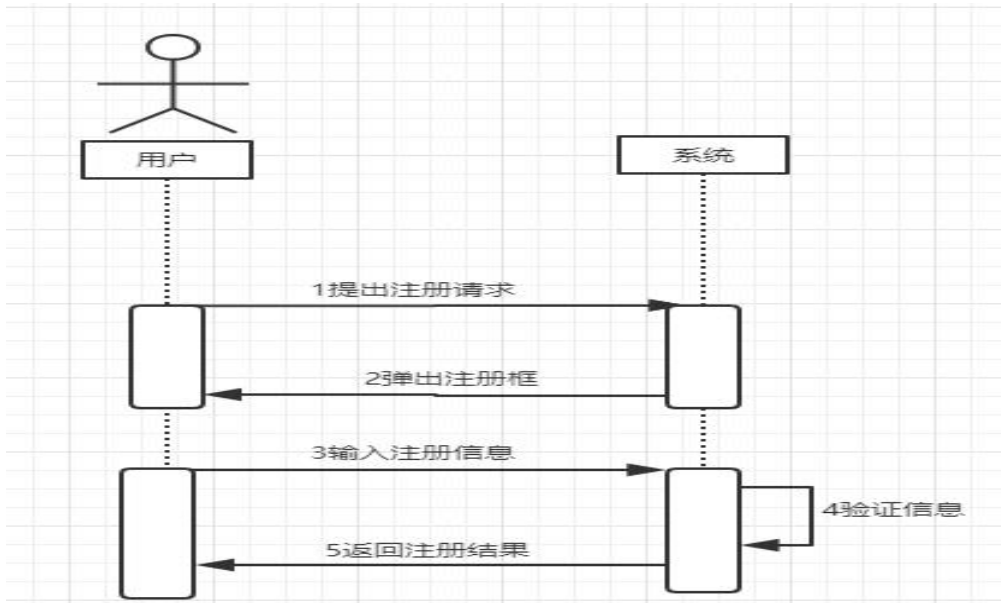 用户
系统
1提出注册请求
2弹出注册框
3输入注册信息
4验证信息
5返回注册结果